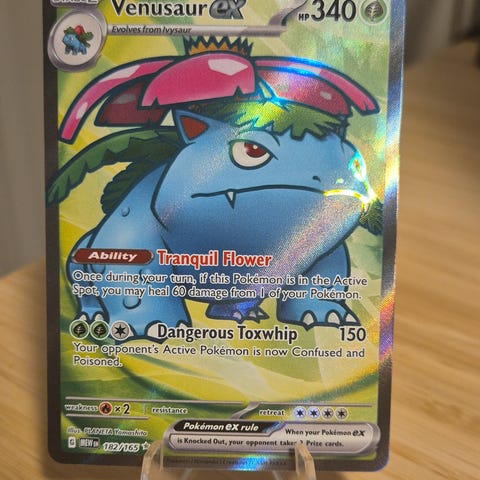 Venusaur ex HP 340
Evolves from Ivysaur
Ability Tranquil Flower
Once during your turn, if this Pokémon is in the Active
Spot, you may heal 60 damage from 1 of your Pokémon.
Dangerous Toxwhip 150
Your opponent's Active Pokémon is now Confused and
Poisoned.
weakness ×2 resistance retreat
Illus. PLANETA Yamashita
G MEW EN 182/165
Pokémon ex rule
When your Pokémon ex
is Knocked Out, your opponent takes 2 Prize cards.